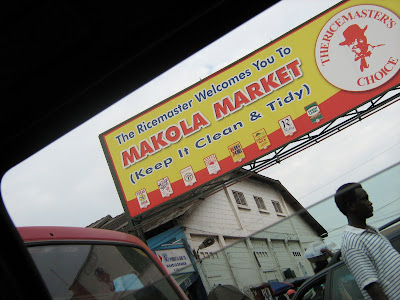 The Ricemaster Welcomes You To
MAKOLA MARKET
(Keep It Clean & Tidy)
THE RICEMASTER'S
CHOICE